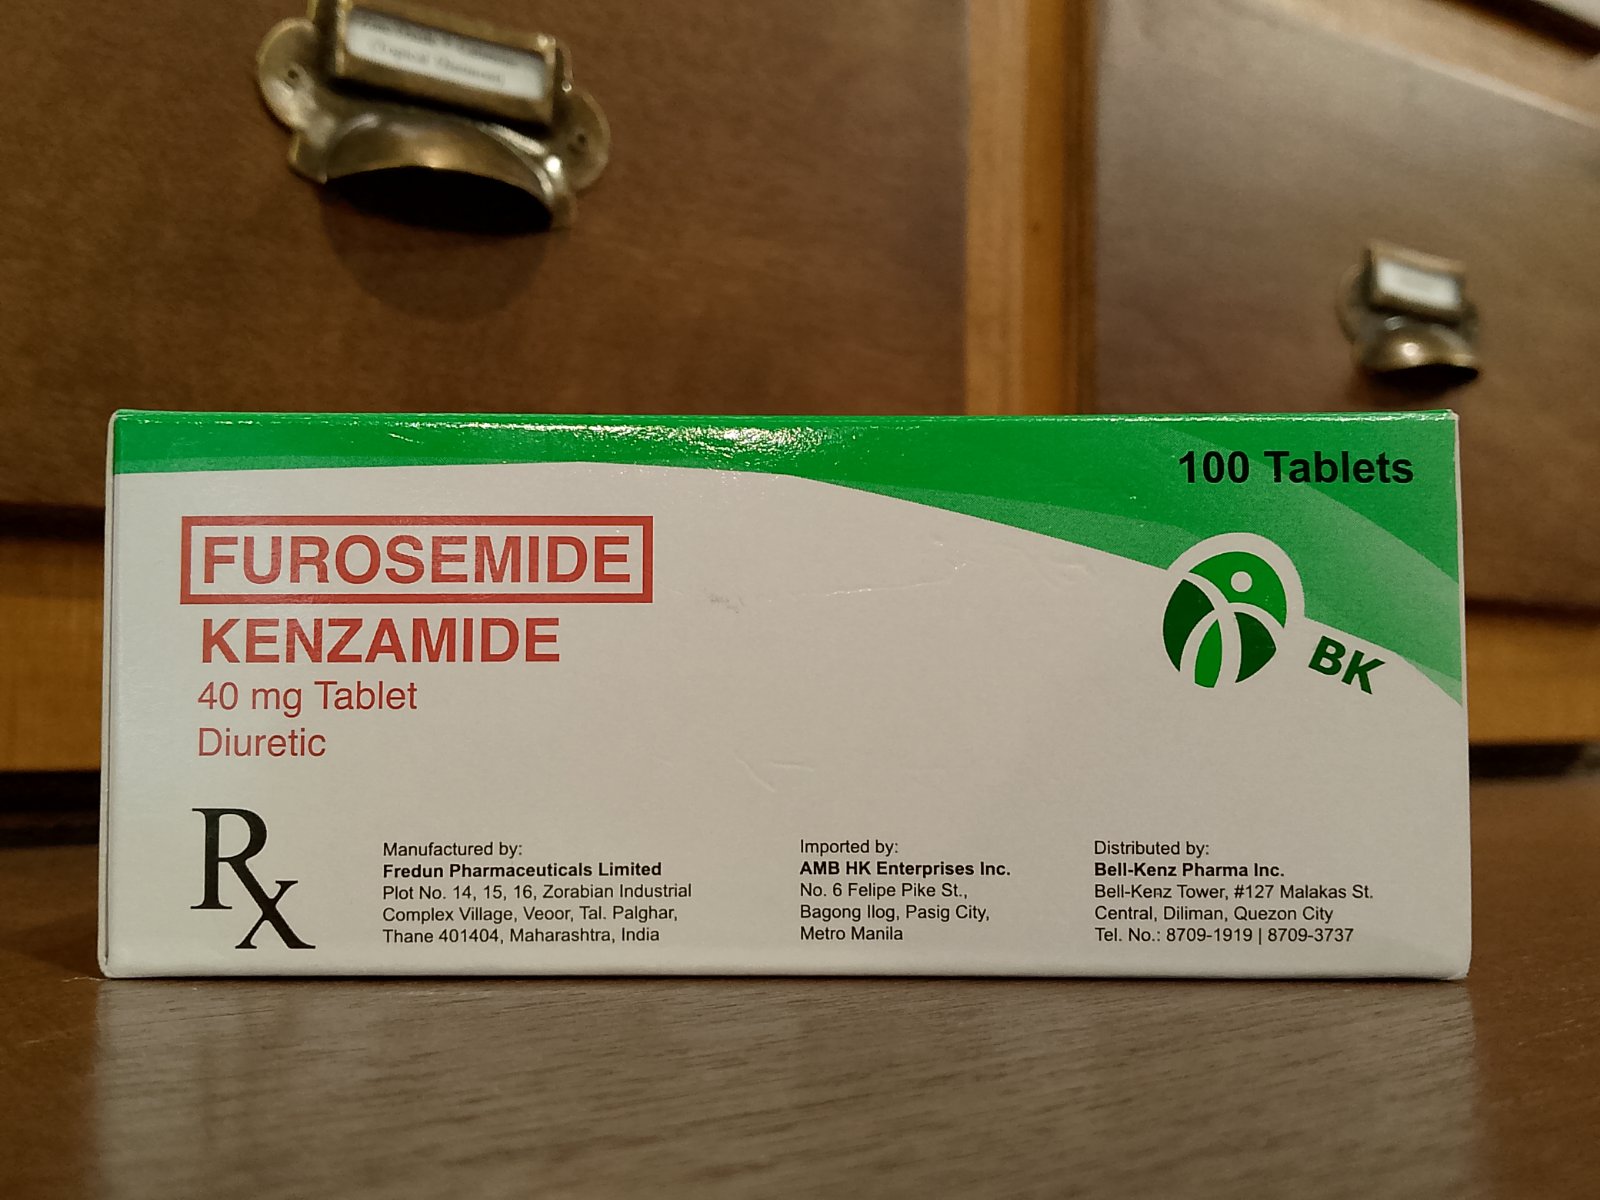 100 Tablets
FUROSEMIDE
KENZAMIDE
40 mg Tablet
Diuretic
BK
Rx
Manufactured by:
Fredun Pharmaceuticals Limited
Plot No. 14, 15, 16, Zorabian Industrial
Complex Village, Veoor, Tal. Palghar,
Thane 401404, Maharashtra, India
Imported by:
AMB HK Enterprises Inc.
No. 6 Felipe Pike St.,
Bagong Ilog, Pasig City,
Metro Manila
Distributed by:
Bell-Kenz Pharma Inc.
Bell-Kenz Tower, #127 Malakas St.
Central, Diliman, Quezon City
Tel. No.: 8709-1919 | 8709-3737